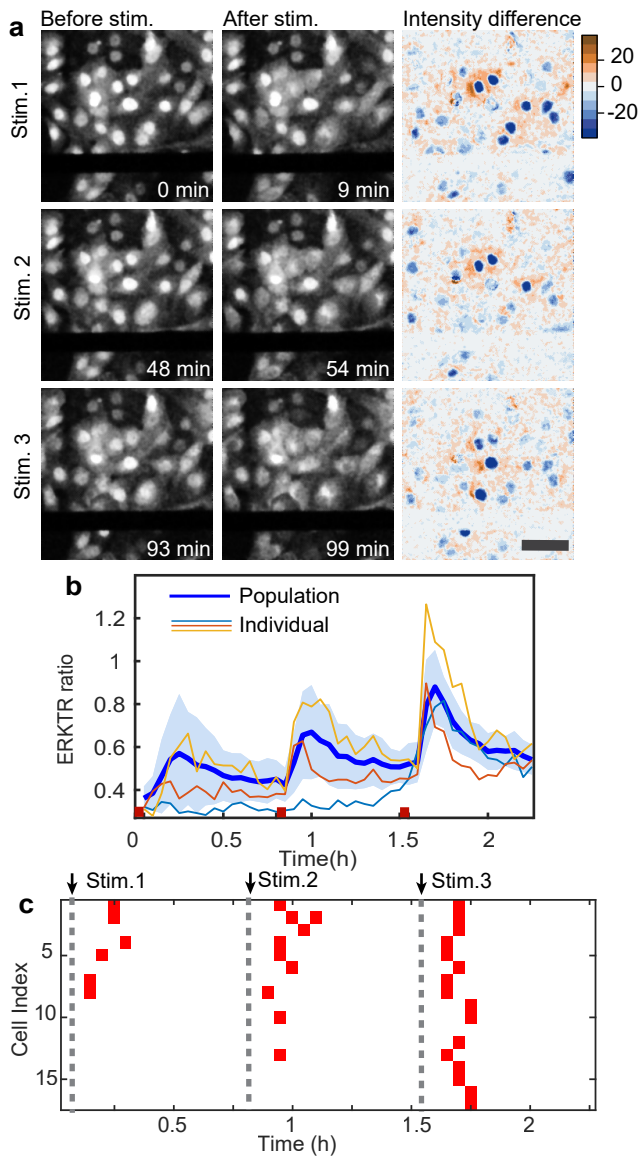 a
Before stim.
After stim.
Intensity difference
Stim.1
0 min
9 min
20
0
-20
Stim. 2
48 min
54 min
Stim. 3
93 min
99 min
b
Population
Individual
ERKTR ratio
1.2
1
0.8
0.6
0.4
0
0.5
1
1.5
2
Time(h)
Stim.1
Stim.2
Stim.3
c
Cell Index
5
10
15
0.5
1
1.5
2
Time (h)